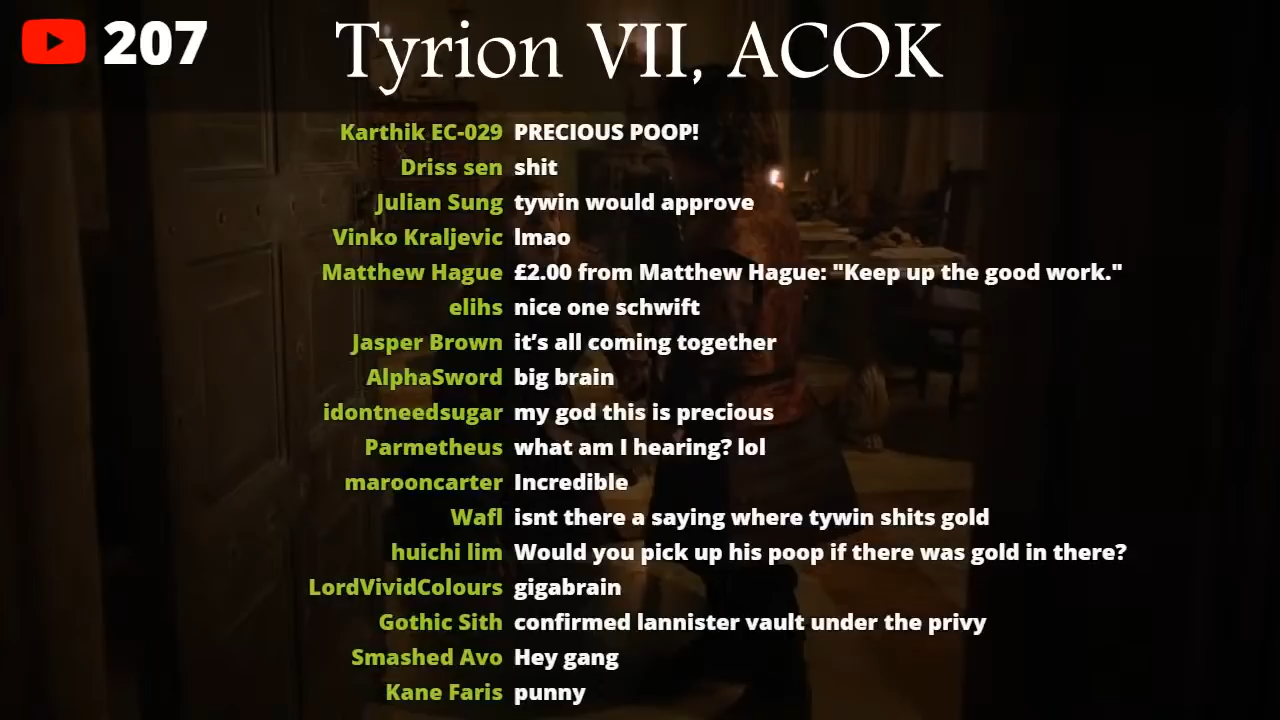 207
Tyrion VII, ACOK
Karthik EC-029 PRECIOUS POOP!
Driss sen shit
Julian Sung tywin would approve
Vinko Kraljevic lmao
Matthew Hague £2.00 from Matthew Hague: "Keep up the good work."
elihs nice one schwift
Jasper Brown it’s all coming together
AlphaSword big brain
idontneedsugar my god this is precious
Parmetheus what am I hearing? lol
marooncarter Incredible
Wafl isnt there a saying where tywin shits gold
huichi lim Would you pick up his poop if there was gold in there?
LordVividColours gigabrain
Gothic Sith confirmed lannister vault under the privy
Smashed Avo Hey gang
Kane Faris punny